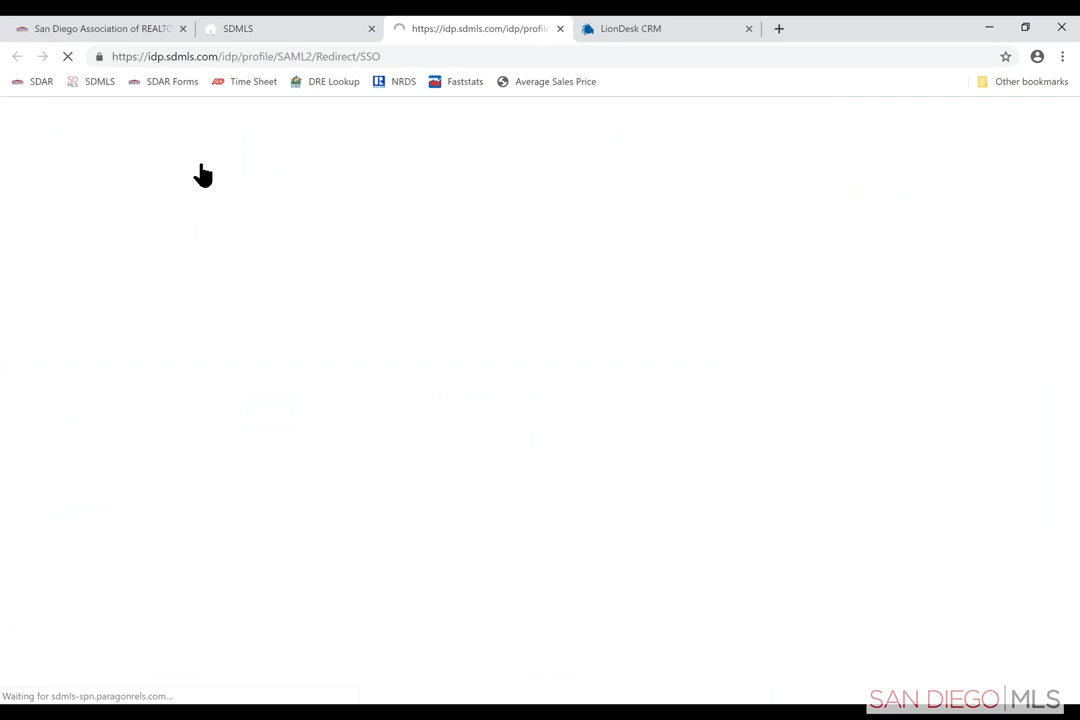 San Diego Association of REALTO
SDMLS
https://idp.sdmls.com/idp/profil
LionDesk CRM
https://idp.sdmls.com/idp/profile/SAML2/Redirect/SSO
SDAR
SDMLS
SDAR Forms
Time Sheet
DRE Lookup
NRDS
Faststats
Average Sales Price
Other bookmarks
Waiting for sdmls-spn.paragonrels.com...
SAN DIEGO|MLS